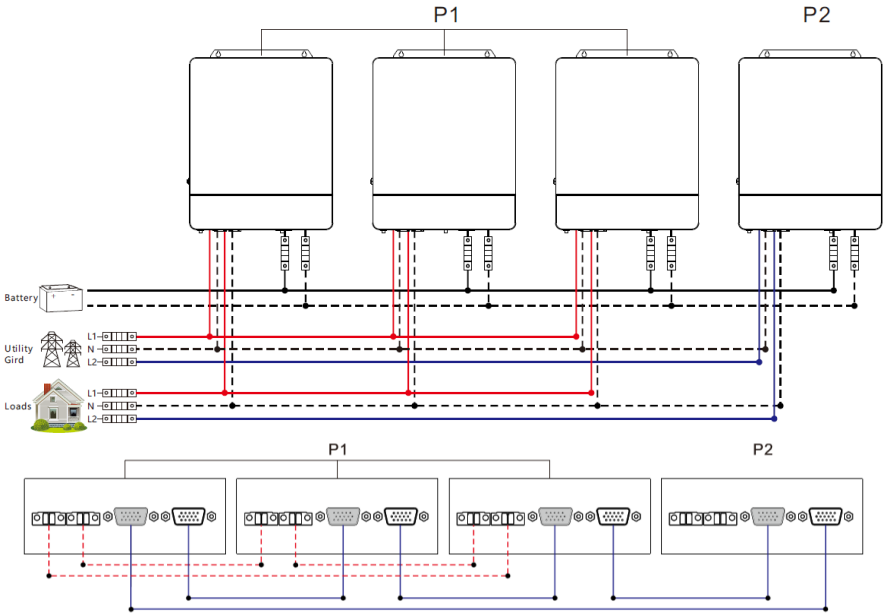 P1 P2
Battery
Utility L1
Gird N
L2
L1
Loads N
L2
P1 P2